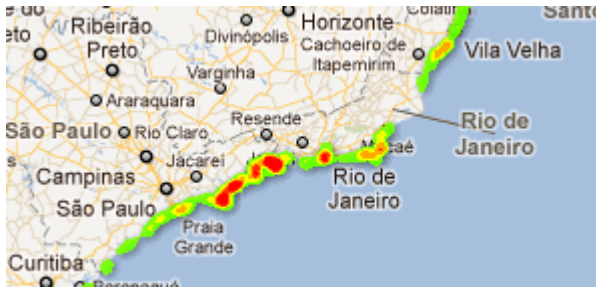 Horizonte
Ribeirão
Preto
Divinópolis
Cachoeiro de
Itapemirim
Vila Velha
Varginha
Araraquara
Resende
São Paulo
Rio Claro
Rio de
Janeiro
Jacareí
Campinas
Rio de
Janeiro
São Paulo
Praia
Grande
Curitiba